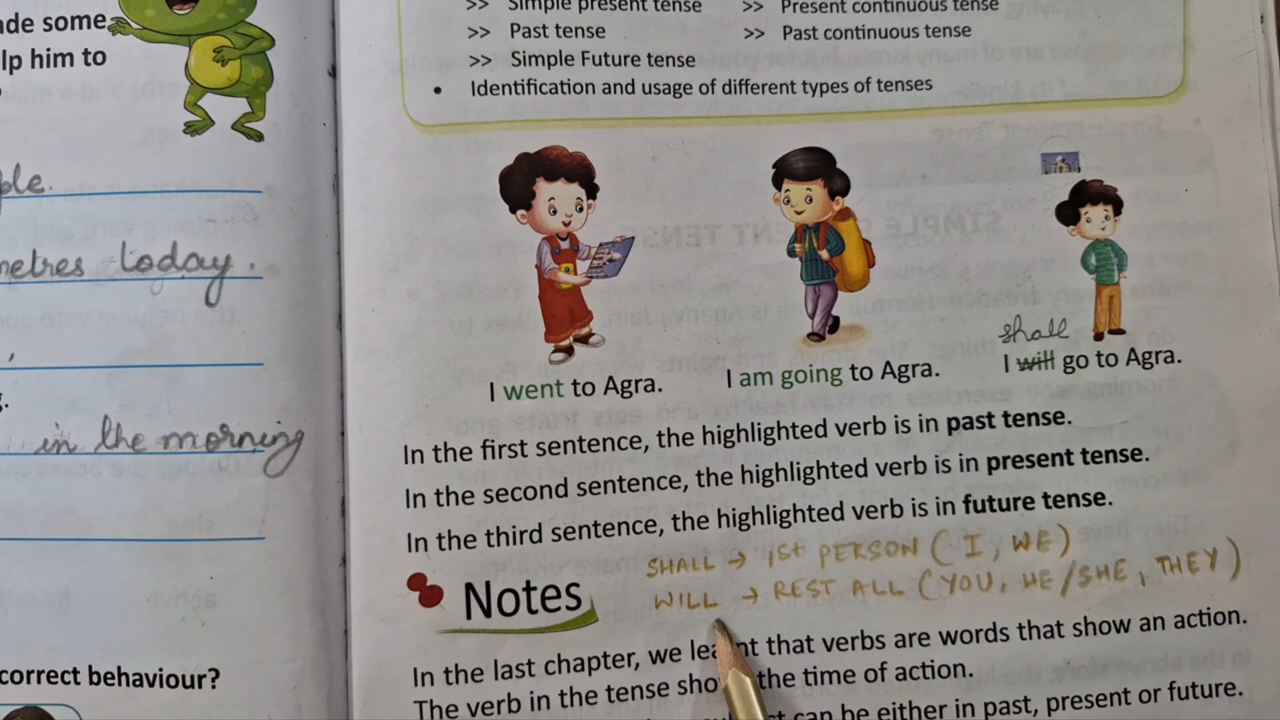 ade some
lp him to
ple.
metres today.
,
g.
in the morning
correct behaviour?
>> Simple present tense >> Present continuous tense
>> Past tense >> Past continuous tense
>> Simple Future tense
• Identification and usage of different types of tenses
shall
I went to Agra. I am going to Agra. I will go to Agra.
In the first sentence, the highlighted verb is in past tense.
In the second sentence, the highlighted verb is in present tense.
In the third sentence, the highlighted verb is in future tense.
SHALL → 1St PERSON ( I, WE)
WILL → REST ALL (YOU, HE/SHE, THEY)
Notes
In the last chapter, we learnt that verbs are words that show an action.
The verb in the tense the time of action.
can be either in past, present or future.